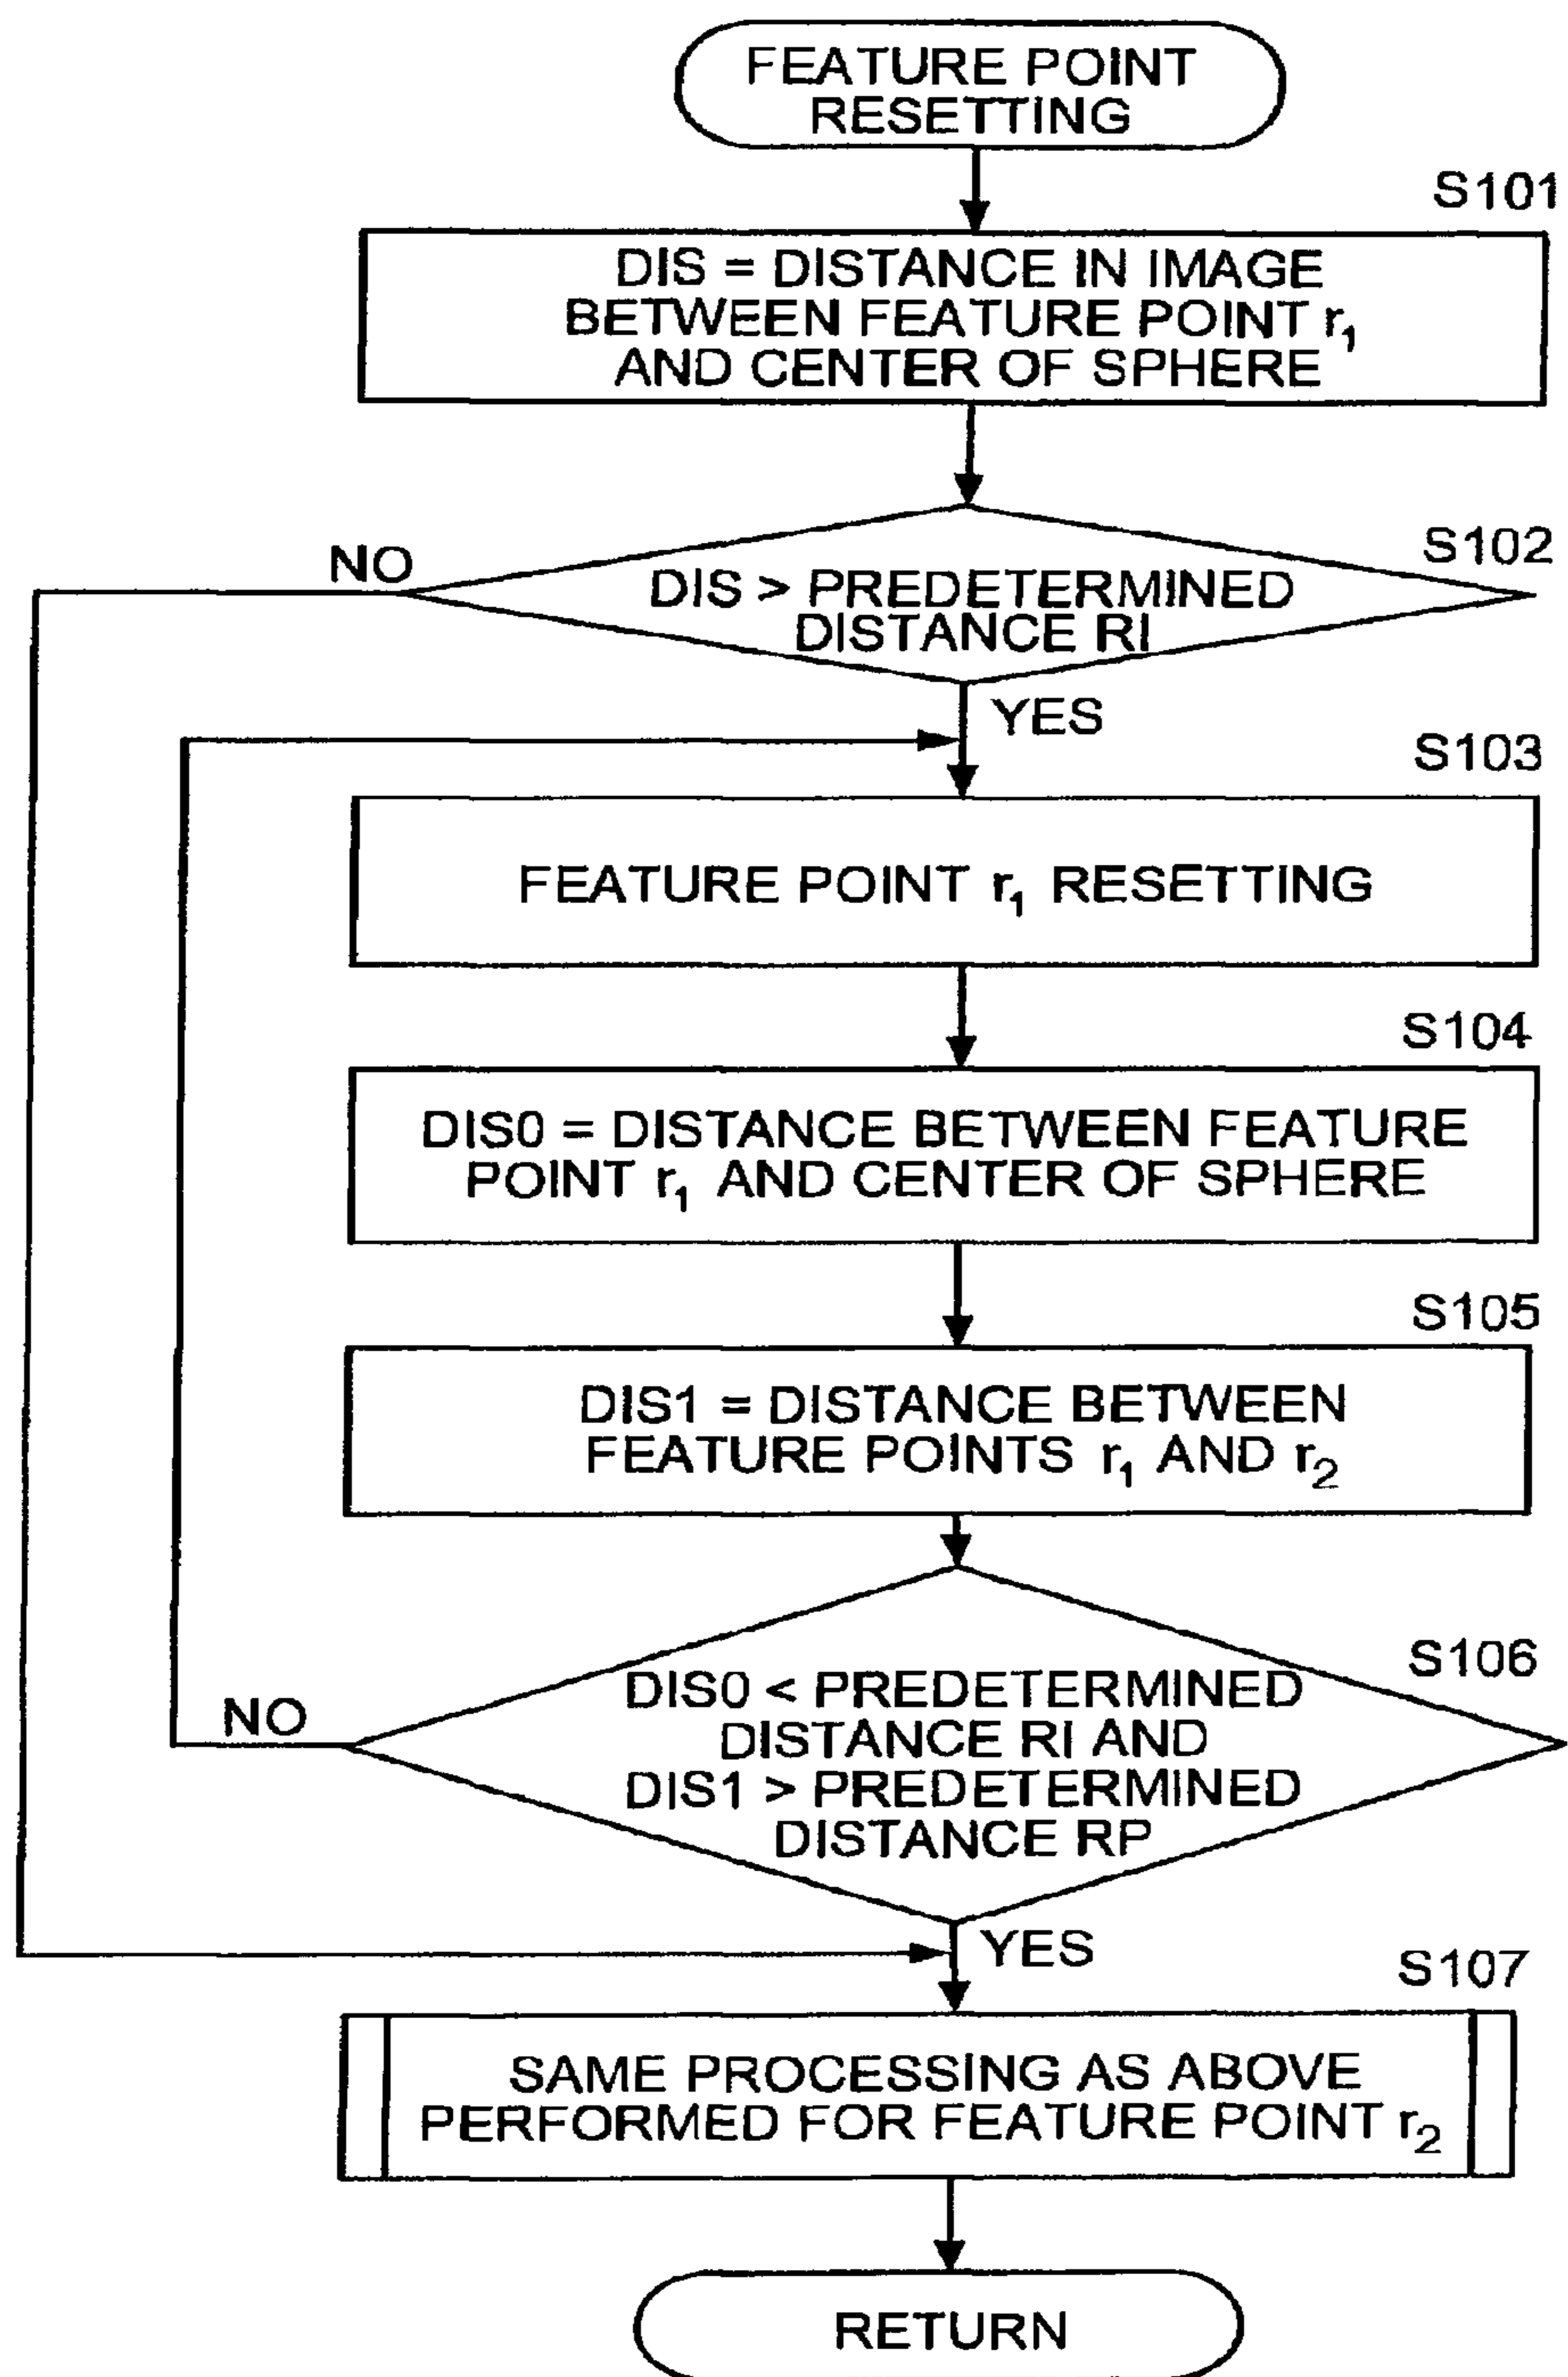 FEATURE POINT
RESETTING
S101
DIS = DISTANCE IN IMAGE
BETWEEN FEATURE POINT r₁
AND CENTER OF SPHERE
S102
NO
DIS > PREDETERMINED
DISTANCE RI
YES
S103
FEATURE POINT r₁ RESETTING
S104
DIS0 = DISTANCE BETWEEN FEATURE
POINT r₁ AND CENTER OF SPHERE
S105
DIS1 = DISTANCE BETWEEN
FEATURE POINTS r₁ AND r₂
S106
NO
DIS0 < PREDETERMINED
DISTANCE RI AND
DIS1 > PREDETERMINED
DISTANCE RP
YES
S107
SAME PROCESSING AS ABOVE
PERFORMED FOR FEATURE POINT r₂
RETURN